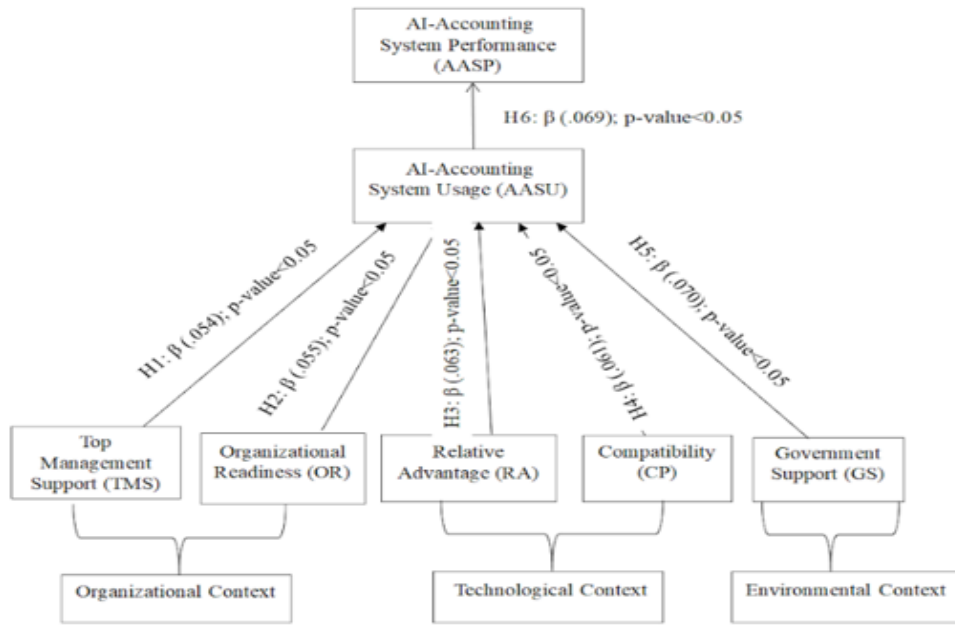 AI-Accounting
System Performance
(AASP)
H6: β (.069); p-value<0.05
AI-Accounting
System Usage (AASU)
H1: β (.054); p-value<0.05
H2: β (.055); p-value<0.05
H3: β (.063); p-value<0.05
H4: β (.061)); p-value<0.05
H5: β (.070); p-value<0.05
Top
Management
Support (TMS)
Organizational
Readiness (OR)
Relative
Advantage (RA)
Compatibility
(CP)
Government
Support (GS)
Organizational Context
Technological Context
Environmental Context